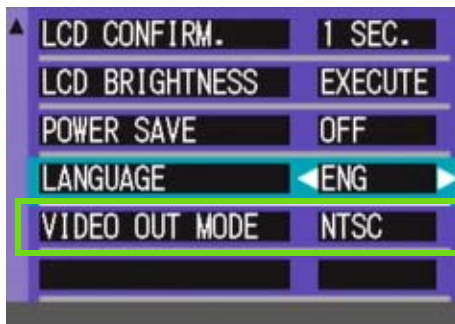 LCD CONFIRM. 1 SEC.
LCD BRIGHTNESS EXECUTE
POWER SAVE OFF
LANGUAGE ENG
VIDEO OUT MODE NTSC